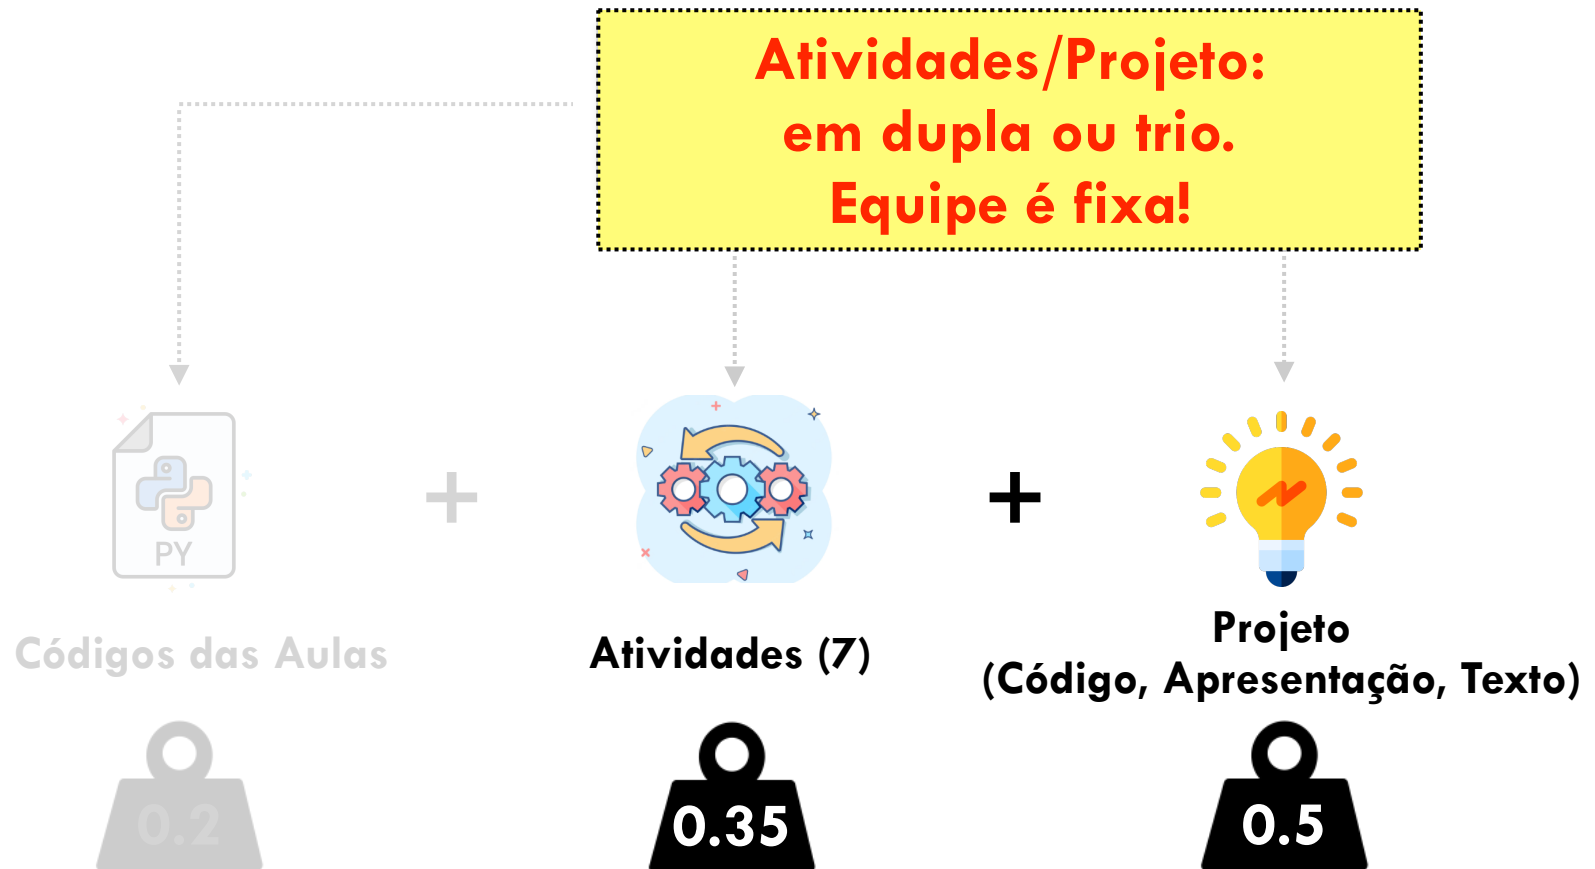 Atividades/Projeto:
em dupla ou trio.
Equipe é fixa!
PY
Códigos das Aulas
+
Atividades (7)
+
Projeto
(Código, Apresentação, Texto)
0.2
0.35
0.5